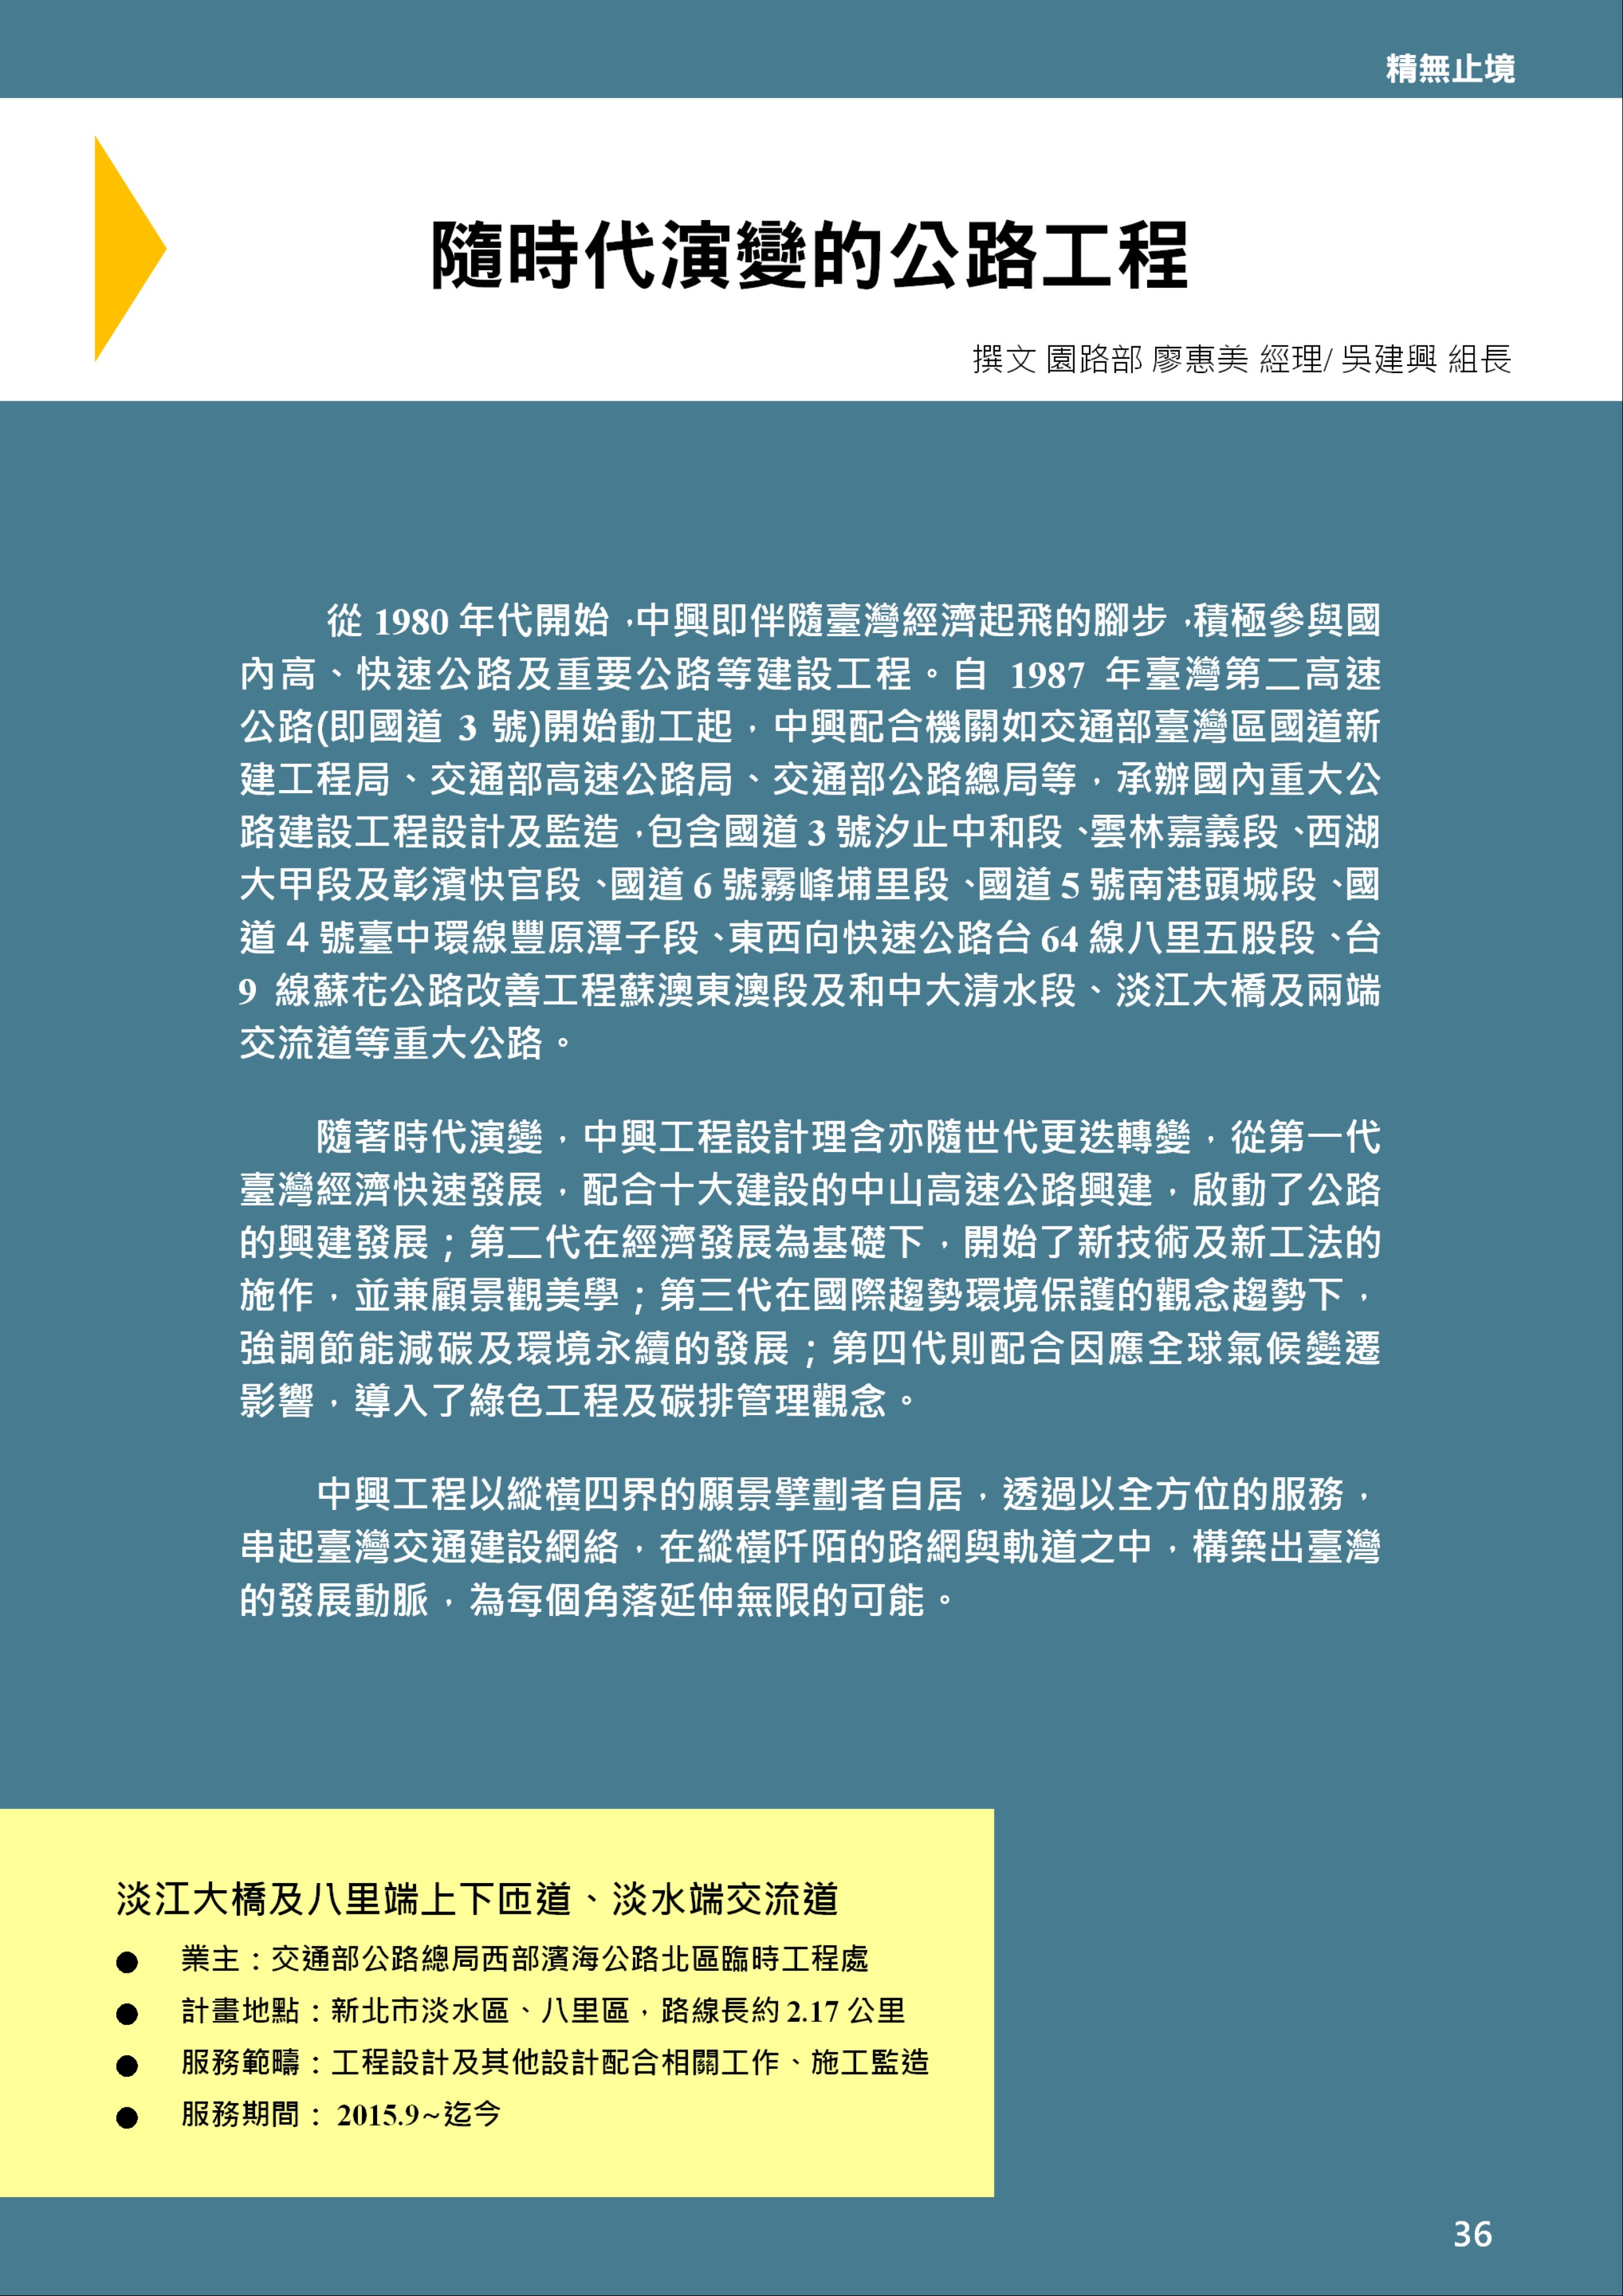 精無止境
隨時代演變的公路工程
撰文 園路部 廖惠美 經理/ 吳建興 組長
從 1980 年代開始，中興即伴隨臺灣經濟起飛的腳步，積極參與國
內高、快速公路及重要公路等建設工程。自 1987 年臺灣第二高速
公路(即國道 3 號)開始動工起，中興配合機關如交通部臺灣區國道新
建工程局、交通部高速公路局、交通部公路總局等，承辦國內重大公
路建設工程設計及監造，包含國道 3 號汐止中和段、雲林嘉義段、西湖
大甲段及彰濱快官段、國道 6 號霧峰埔里段、國道 5 號南港頭城段、國
道 4 號臺中環線豐原潭子段、東西向快速公路台 64 線八里五股段、台
9 線蘇花公路改善工程蘇澳東澳段及和中大清水段、淡江大橋及兩端
交流道等重大公路。
隨著時代演變，中興工程設計理含亦隨世代更迭轉變，從第一代
臺灣經濟快速發展，配合十大建設的中山高速公路興建，啟動了公路
的興建發展；第二代在經濟發展為基礎下，開始了新技術及新工法的
施作，並兼顧景觀美學；第三代在國際趨勢環境保護的觀念趨勢下，
強調節能減碳及環境永續的發展；第四代則配合因應全球氣候變遷
影響，導入了綠色工程及碳排管理觀念。
中興工程以縱橫四界的願景擘劃者自居，透過以全方位的服務，
串起臺灣交通建設網絡，在縱橫阡陌的路網與軌道之中，構築出臺灣
的發展動脈，為每個角落延伸無限的可能。
淡江大橋及八里端上下匝道、淡水端交流道
● 業主：交通部公路總局西部濱海公路北區臨時工程處
● 計畫地點：新北市淡水區、八里區，路線長約 2.17 公里
● 服務範疇：工程設計及其他設計配合相關工作、施工監造
● 服務期間： 2015.9~迄今
36